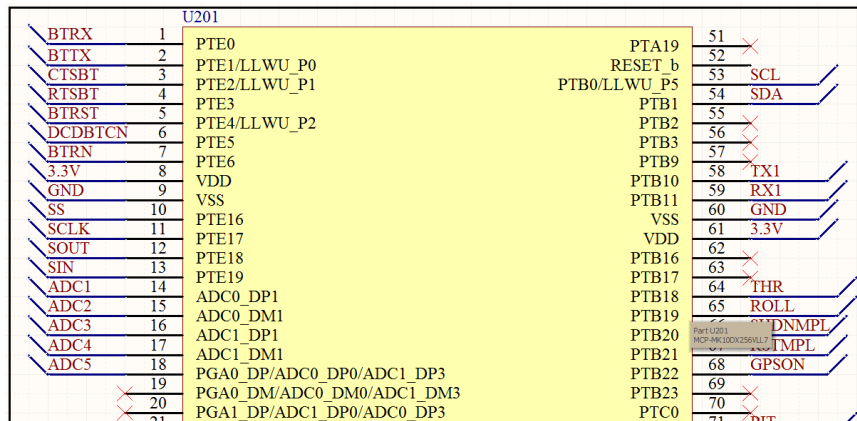 U201
BTRX 1 PTE0
BTTX 2 PTE1/LLWU_P0
CTSBT 3 PTE2/LLWU_P1
RTSBT 4 PTE3
BTRST 5 PTE4/LLWU_P2
DCDBTCN 6 PTE5
BTRN 7 PTE6
3.3V 8 VDD
GND 9 VSS
SS 10 PTE16
SCLK 11 PTE17
SOUT 12 PTE18
SIN 13 PTE19
ADC1 14 ADC0_DP1
ADC2 15 ADC0_DM1
ADC3 16 ADC1_DP1
ADC4 17 ADC1_DM1
ADC5 18 PGA0_DP/ADC0_DP0/ADC1_DP3
19 PGA0_DM/ADC0_DM0/ADC1_DM3
20 PGA1_DP/ADC1_DP0/ADC0_DP3
21
PTA19 51
RESET_b 52
PTB0/LLWU_P5 53 SCL
PTB1 54 SDA
PTB2 55
PTB3 56
PTB9 57
PTB10 58 TX1
PTB11 59 RX1
VSS 60 GND
VDD 61 3.3V
PTB16 62
PTB17 63
PTB18 64 THR
PTB19 65 ROLL
PTB20 66 SHDNMPL
PTB21 67 RSTMPL
PTB22 68 GPSON
PTB23 69
PTC0 70
71
Part U201
MCP-MK10DX256VLL7